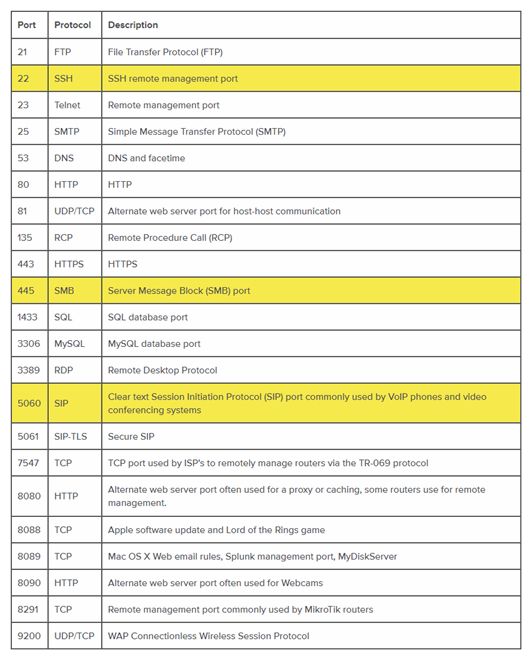 Port Protocol Description
21 FTP File Transfer Protocol (FTP)
22 SSH SSH remote management port
23 Telnet Remote management port
25 SMTP Simple Message Transfer Protocol (SMTP)
53 DNS DNS and facetime
80 HTTP HTTP
81 UDP/TCP Alternate web server port for host-host communication
135 RCP Remote Procedure Call (RCP)
443 HTTPS HTTPS
445 SMB Server Message Block (SMB) port
1433 SQL SQL database port
3306 MySQL MySQL database port
3389 RDP Remote Desktop Protocol
5060 SIP Clear text Session Initiation Protocol (SIP) port commonly used by VoIP phones and video
conferencing systems
5061 SIP-TLS Secure SIP
7547 TCP TCP port used by ISP's to remotely manage routers via the TR-069 protocol
8080 HTTP Alternate web server port often used for a proxy or caching, some routers use for remote
management.
8088 TCP Apple software update and Lord of the Rings game
8089 TCP Mac OS X Web email rules, Splunk management port, MyDiskServer
8090 HTTP Alternate web server port often used for Webcams
8291 TCP Remote management port commonly used by MikroTik routers
9200 UDP/TCP WAP Connectionless Wireless Session Protocol